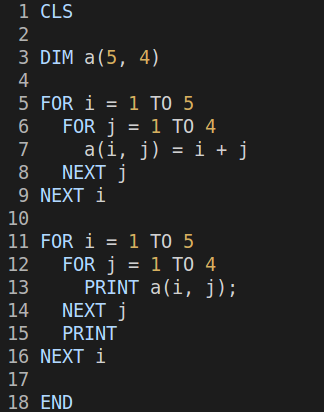 1 CLS
2
3 DIM a(5, 4)
4
5 FOR i = 1 TO 5
6   FOR j = 1 TO 4
7     a(i, j) = i + j
8   NEXT j
9 NEXT i
10
11 FOR i = 1 TO 5
12   FOR j = 1 TO 4
13     PRINT a(i, j);
14   NEXT j
15   PRINT
16 NEXT i
17
18 END